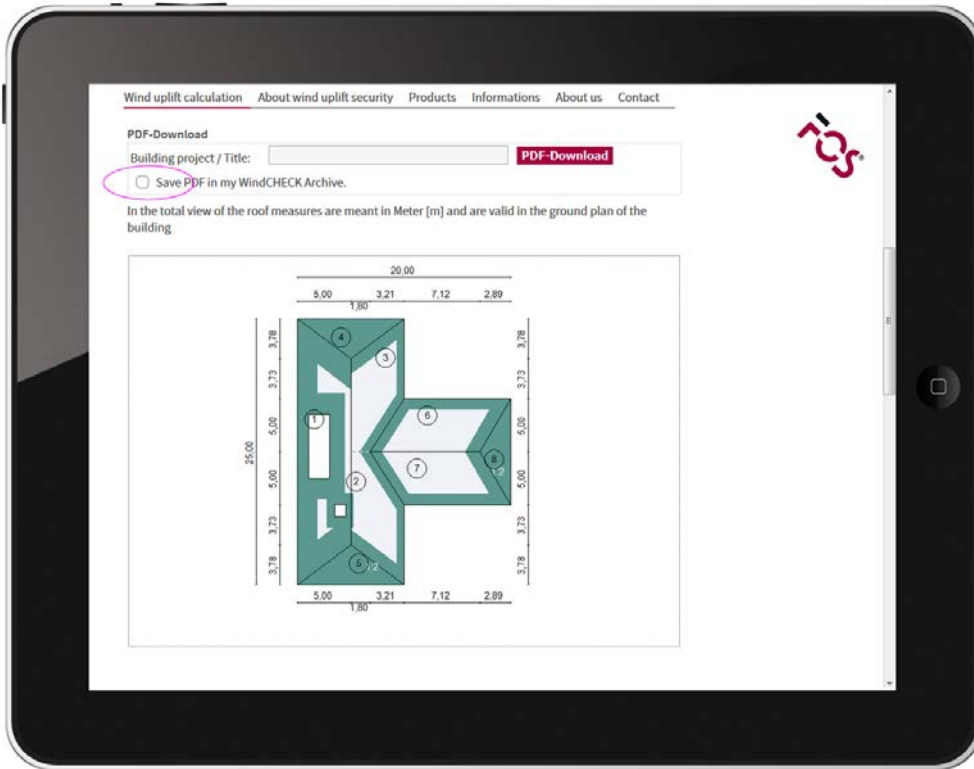 Wind uplift calculation About wind uplift security Products Informations About us Contact
FOS
PDF-Download
Building project / Title: PDF-Download
Save PDF in my WindCHECK Archive.
In the total view of the roof measures are meant in Meter [m] and are valid in the ground plan of the
building
20,00
5,00 3,21 7,12 2,89
1,80
3,78
3,73
5,00
5,00
3,73
3,78
25,00
4
3
1
6
7
8
2
5
3,78
3,73
5,00
5,00
3,73
3,78
5,00 3,21 7,12 2,89
1,80